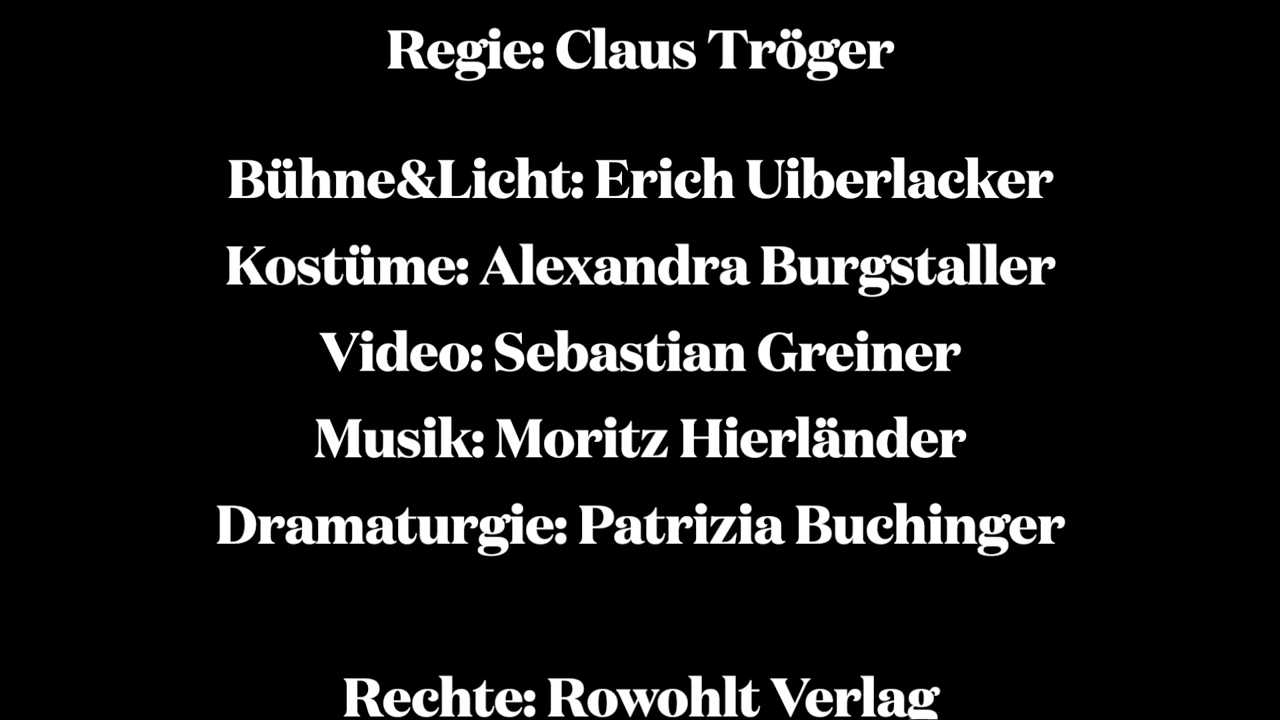 Regie: Claus Tröger
Bühne&Licht: Erich Uiberlacker
Kostüme: Alexandra Burgstaller
Video: Sebastian Greiner
Musik: Moritz Hierländer
Dramaturgie: Patrizia Buchinger
Rechte: Rowohlt Verlag